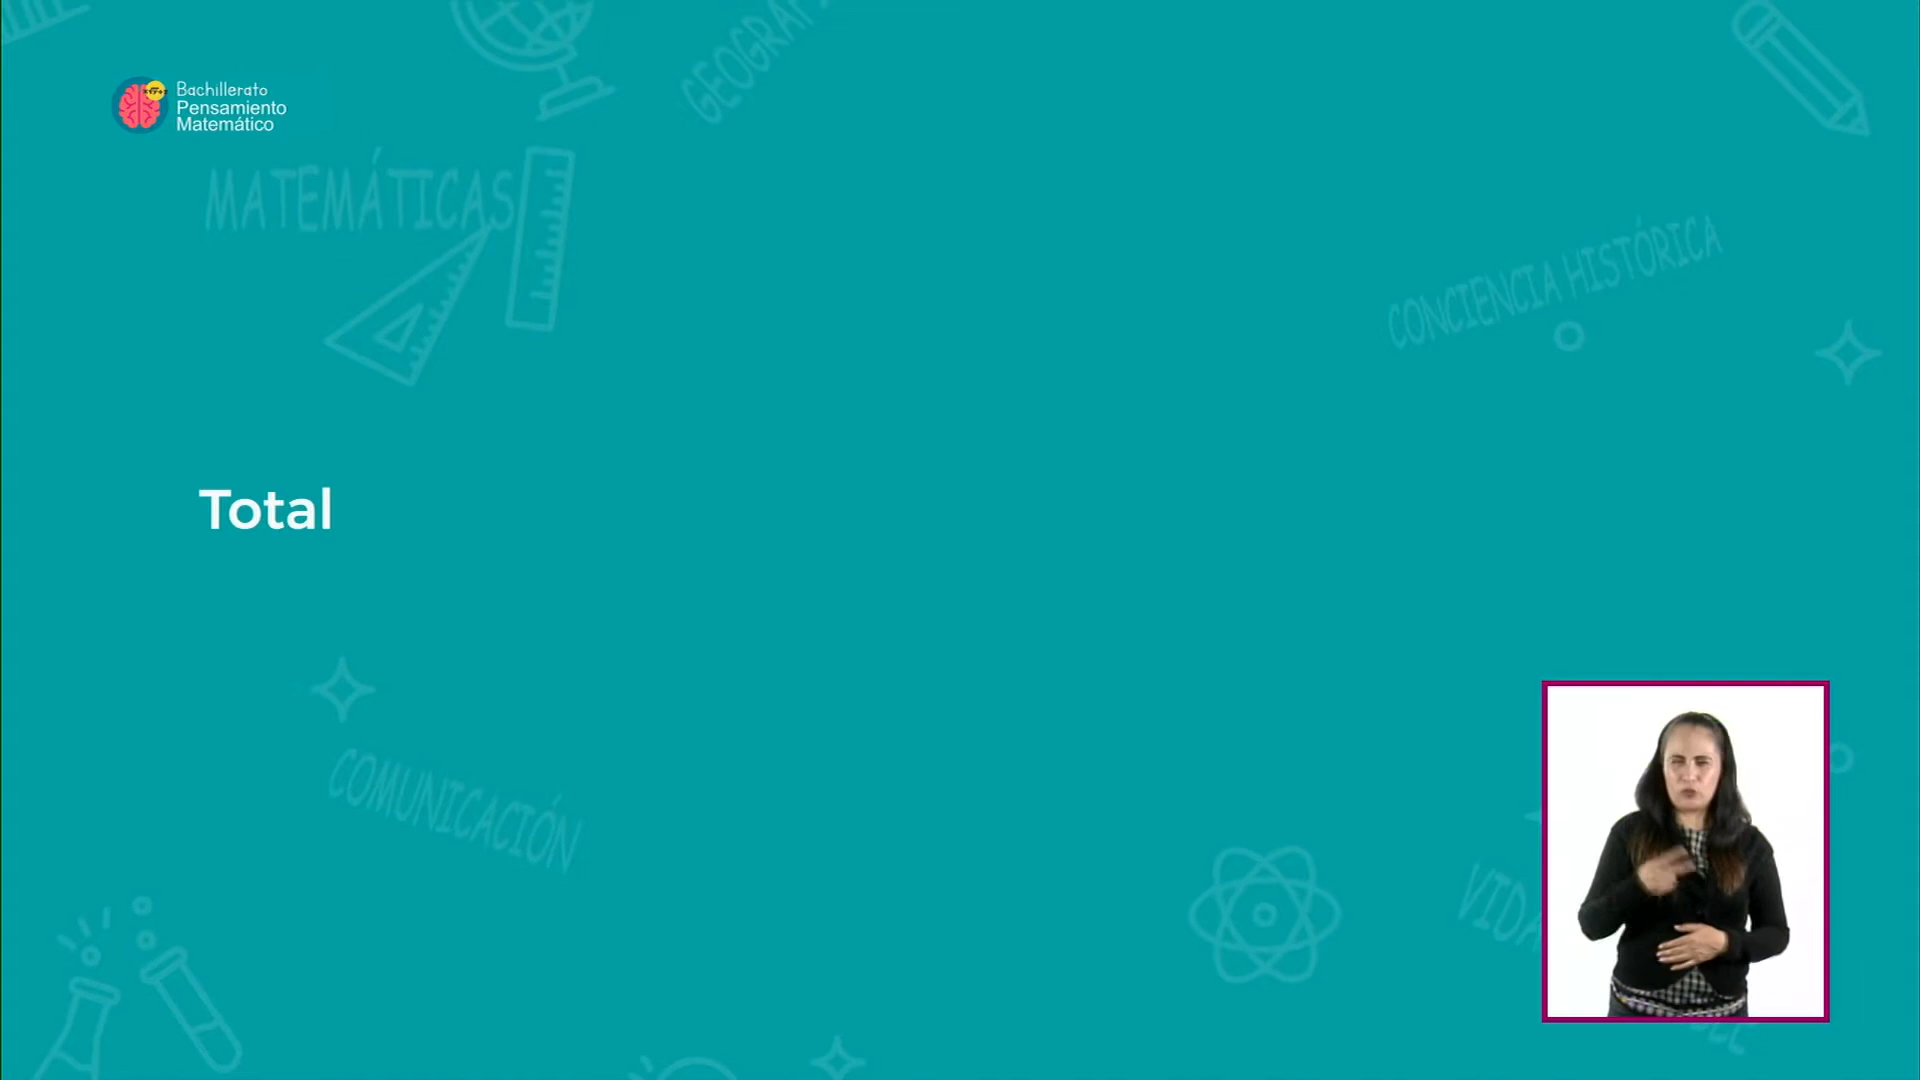 Bachillerato
Pensamiento
Matemático
GEOGRAF
MATEMÁTICAS
CONCIENCIA HISTÓRICA
Total
COMUNICACIÓN
VIDA